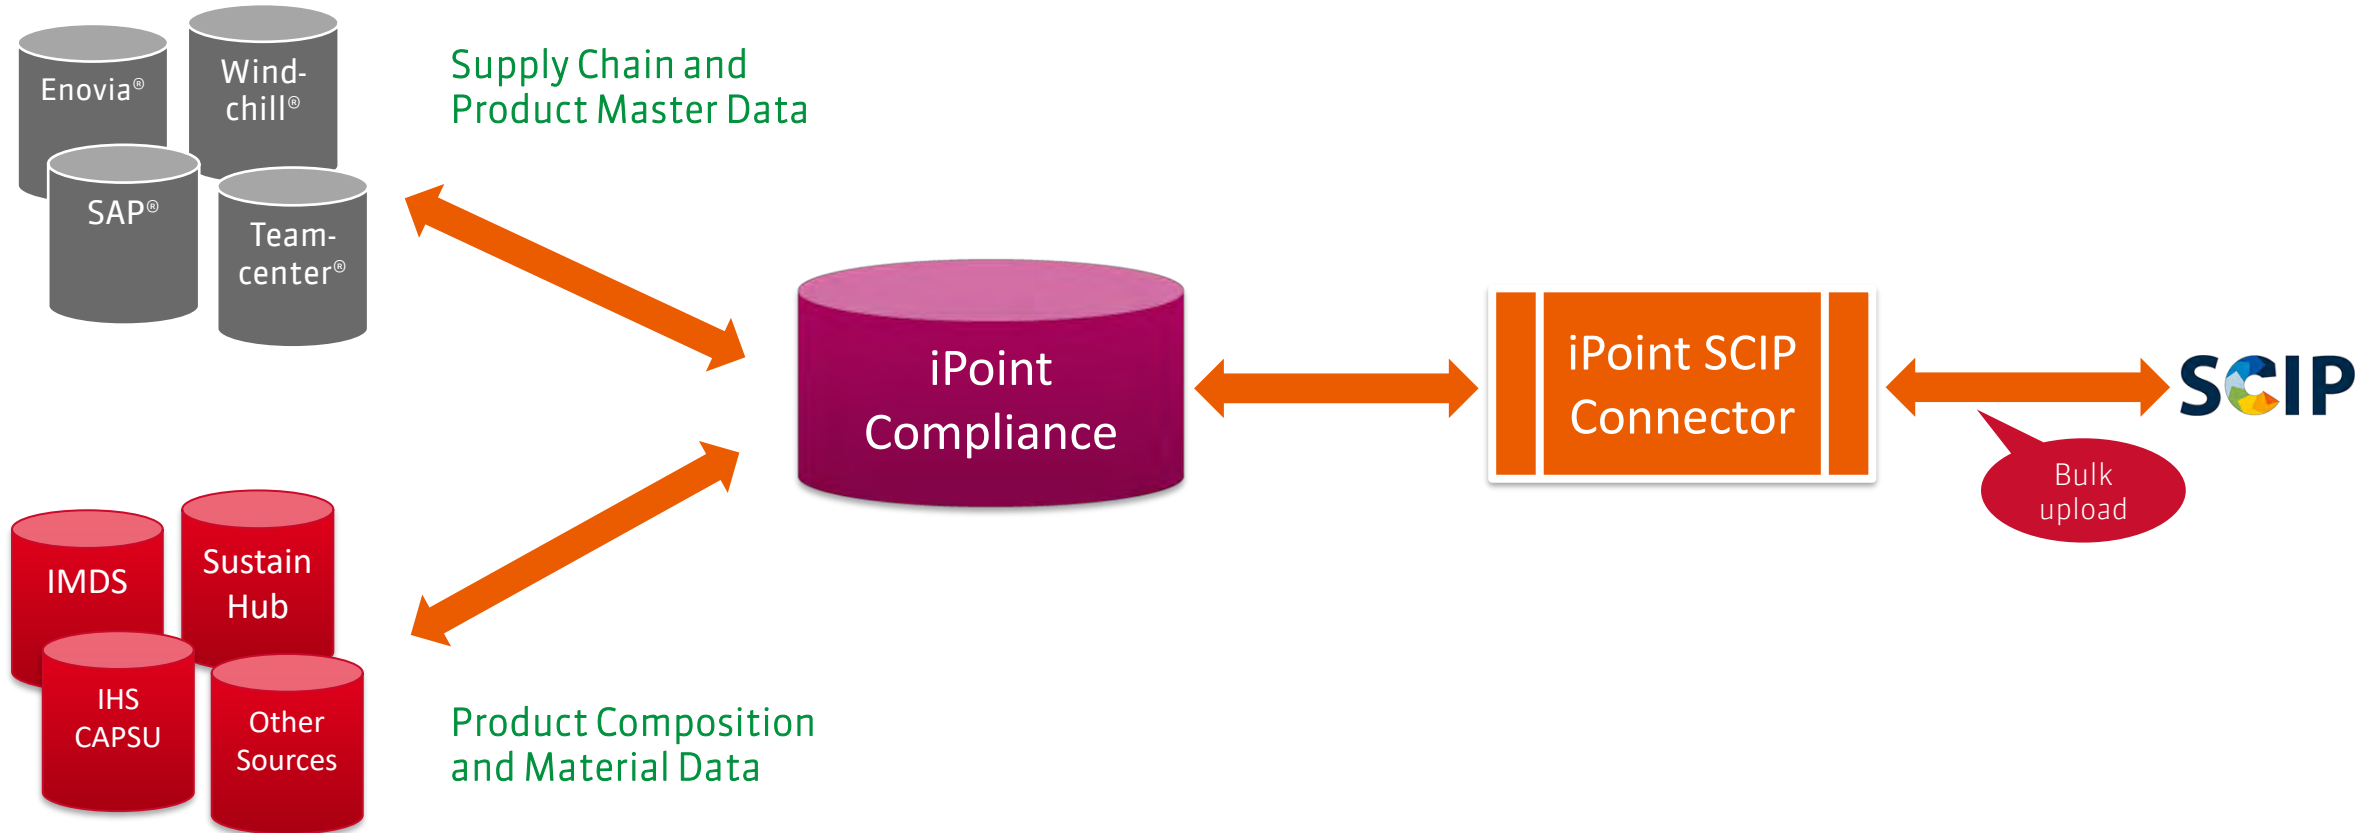 Enovia®
Wind-
chill®
SAP®
Team-
center®
Supply Chain and
Product Master Data
iPoint
Compliance
iPoint SCIP
Connector
SCIP
Bulk
upload
IMDS
Sustain
Hub
IHS
CAPSU
Other
Sources
Product Composition
and Material Data